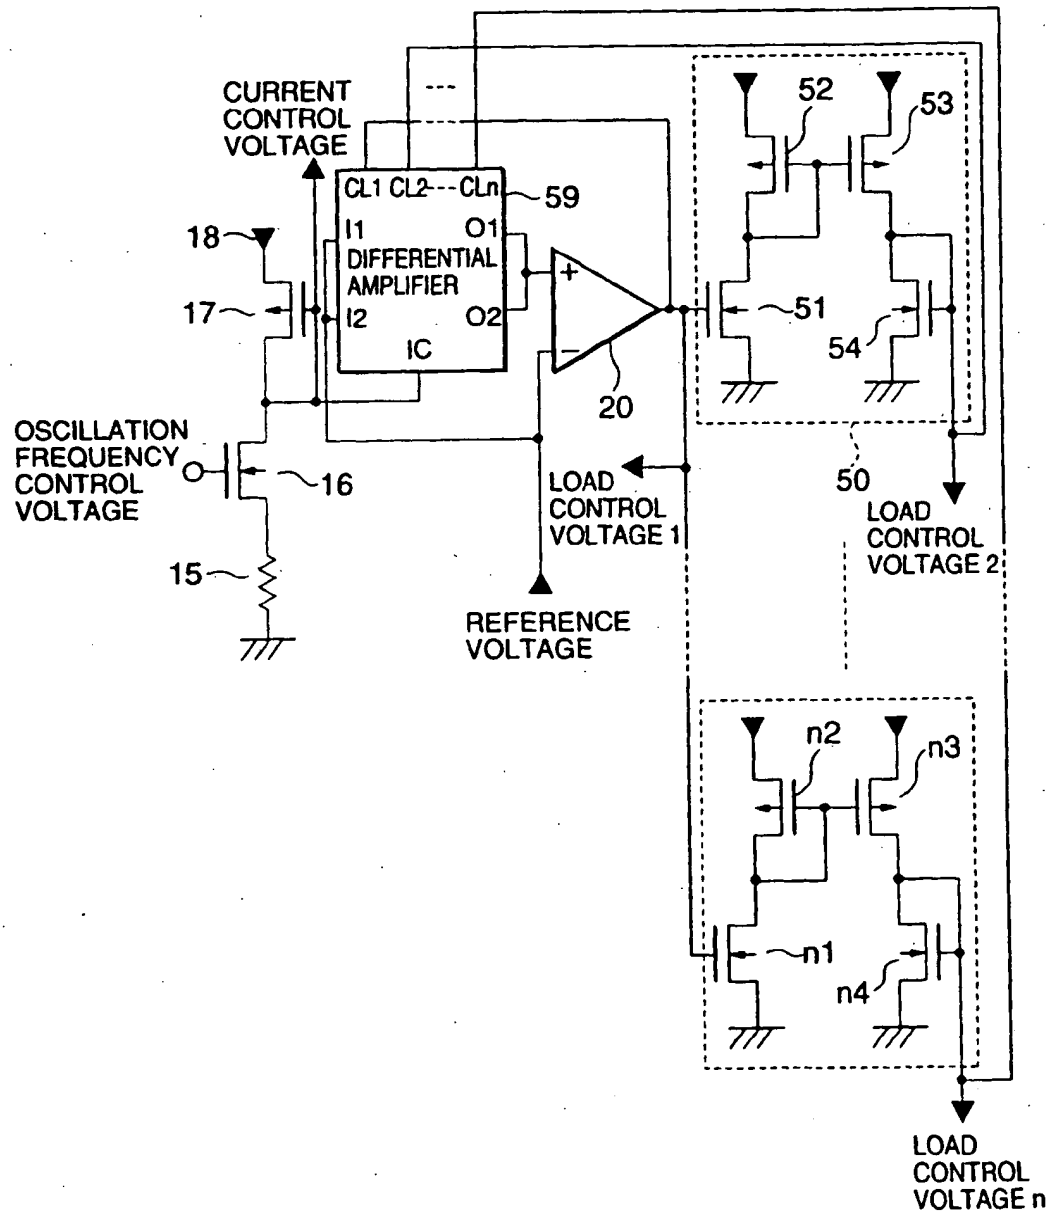 CURRENT
CONTROL
VOLTAGE
CL1 CL2 --- CLn
59
I1
O1
DIFFERENTIAL
AMPLIFIER
I2
O2
IC
18
17
+
−
20
OSCILLATION
FREQUENCY
CONTROL
VOLTAGE
16
15
LOAD
CONTROL
VOLTAGE 1
REFERENCE
VOLTAGE
52
53
51
54
50
LOAD
CONTROL
VOLTAGE 2
n2
n3
n1
n4
LOAD
CONTROL
VOLTAGE n